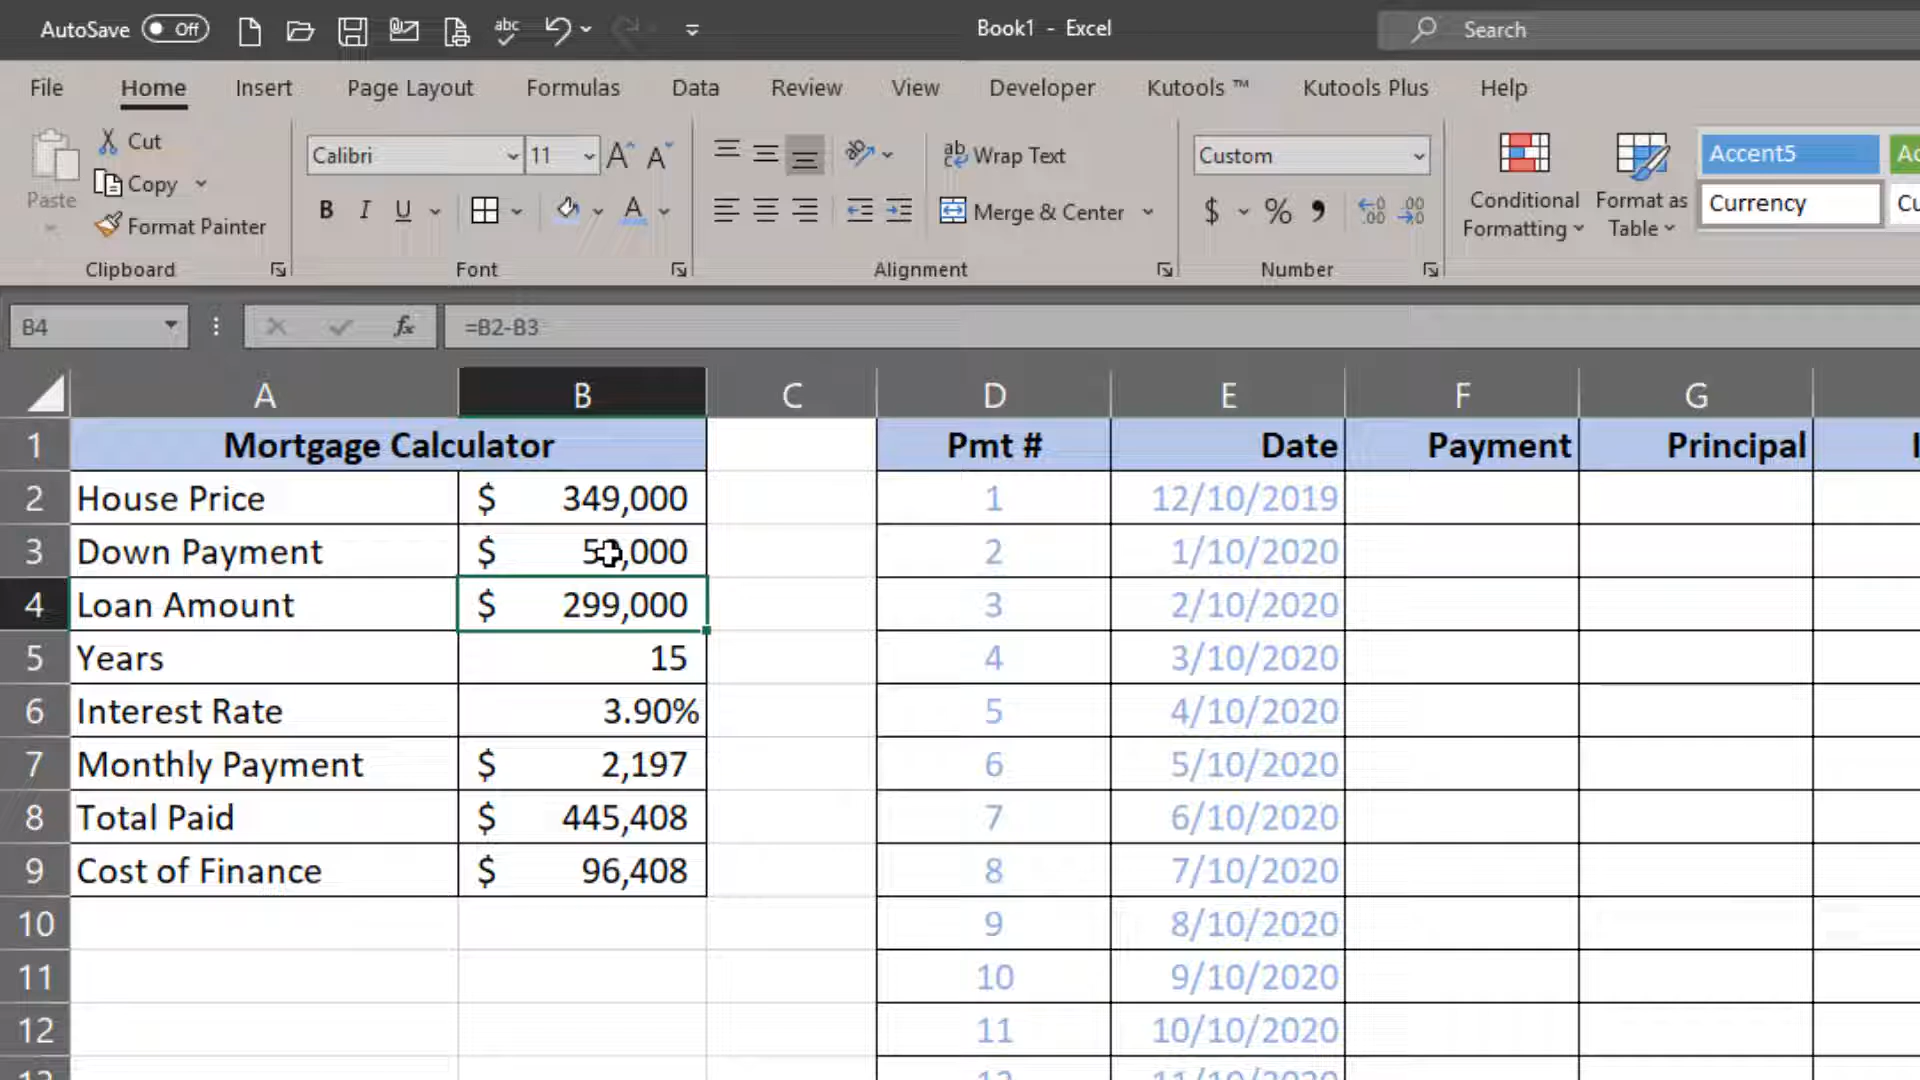 AutoSave Off abc Book1 - Excel Search
File Home Insert Page Layout Formulas Data Review View Developer Kutools ™ Kutools Plus Help
Paste Cut Copy Format Painter
Clipboard
Calibri 11 A A
B I U A
Font
ab Wrap Text
Merge & Center
Alignment
Custom
$ % 9 .00 .00
Number
Conditional Formatting
Format as Table
Accent5
Currency
B4 fx =B2-B3
A B C D E F G
1 Mortgage Calculator Pmt # Date Payment Principal
2 House Price $ 349,000 1 12/10/2019
3 Down Payment $ ,000 2 1/10/2020
4 Loan Amount $ 299,000 3 2/10/2020
5 Years 15 4 3/10/2020
6 Interest Rate 3.90% 5 4/10/2020
7 Monthly Payment $ 2,197 6 5/10/2020
8 Total Paid $ 445,408 7 6/10/2020
9 Cost of Finance $ 96,408 8 7/10/2020
10 9 8/10/2020
11 10 9/10/2020
12 11 10/10/2020